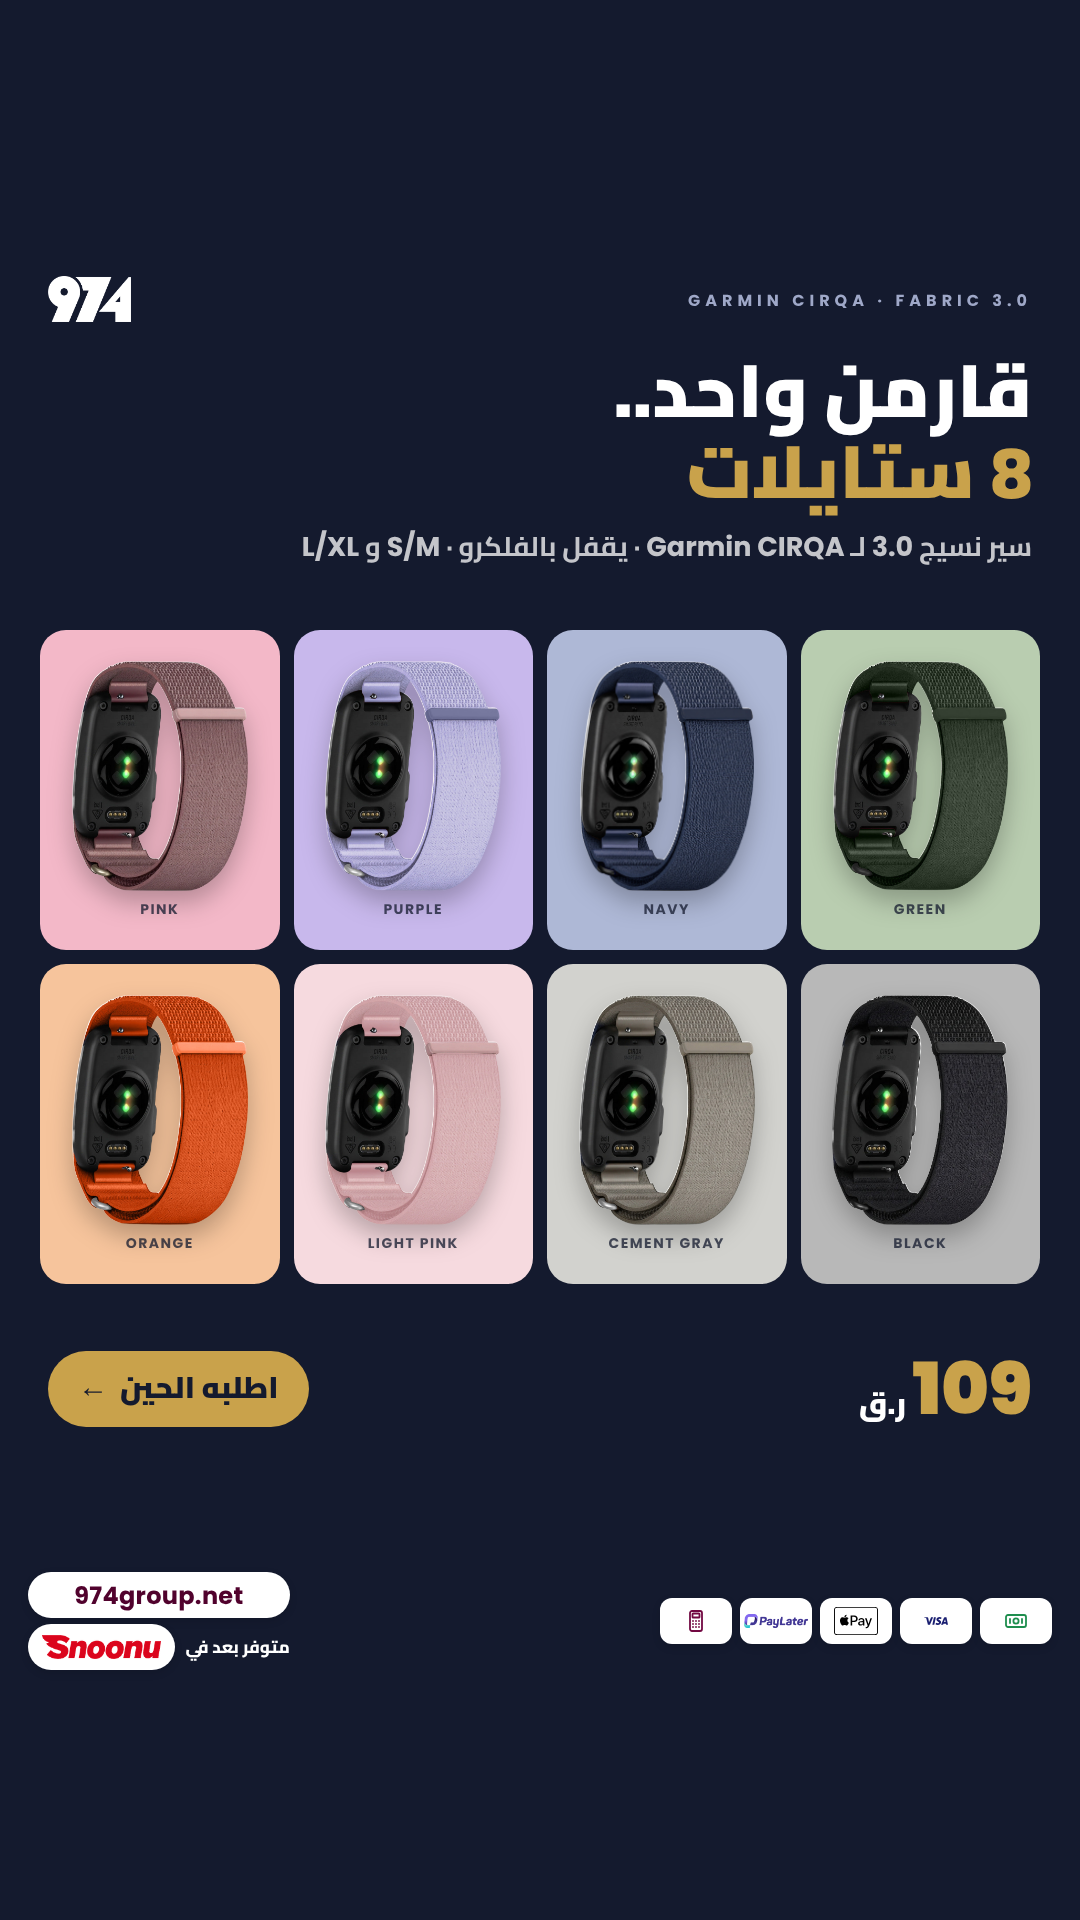 974
GARMIN CIRQA · FABRIC 3.0
قارمن واحد..
8 ستايلات
سير نسيج 3.0 لـ Garmin CIRQA · يقفل بالفلكرو · S/M و L/XL
PINK
PURPLE
NAVY
GREEN
ORANGE
LIGHT PINK
CEMENT GRAY
BLACK
109 ر.ق
اطلبه الحين ←
974group.net
متوفر بعد في Snoonu
PayLater
Pay
VISA